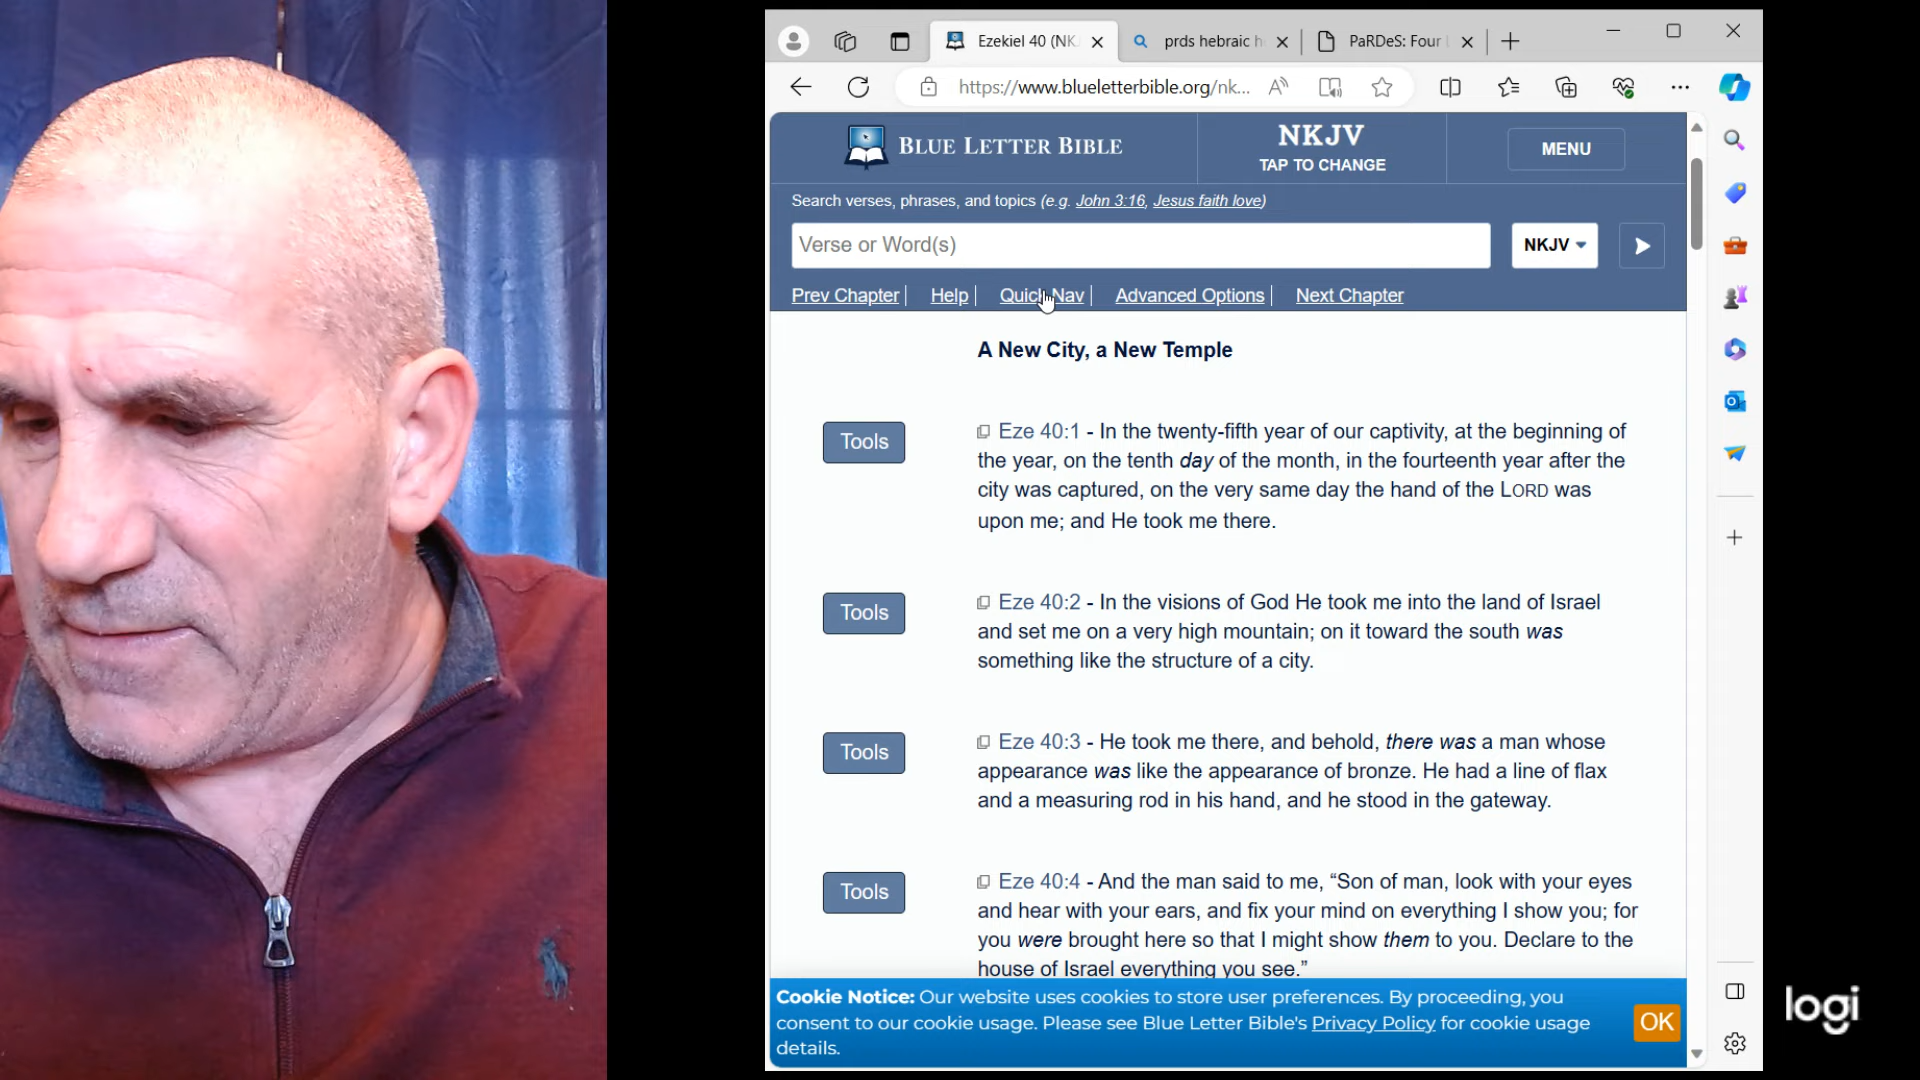 Ezekiel 40 (NK
prds hebraic h
PaRDeS: Four
https://www.blueletterbible.org/nk...
BLUE LETTER BIBLE
NKJV
TAP TO CHANGE
MENU
Search verses, phrases, and topics (e.g. John 3:16, Jesus faith love)
Verse or Word(s)
NKJV
Prev Chapter | Help | Quick Nav | Advanced Options | Next Chapter
A New City, a New Temple
Tools
Eze 40:1 - In the twenty-fifth year of our captivity, at the beginning of
the year, on the tenth day of the month, in the fourteenth year after the
city was captured, on the very same day the hand of the LORD was
upon me; and He took me there.
Tools
Eze 40:2 - In the visions of God He took me into the land of Israel
and set me on a very high mountain; on it toward the south was
something like the structure of a city.
Tools
Eze 40:3 - He took me there, and behold, there was a man whose
appearance was like the appearance of bronze. He had a line of flax
and a measuring rod in his hand, and he stood in the gateway.
Tools
Eze 40:4 - And the man said to me, “Son of man, look with your eyes
and hear with your ears, and fix your mind on everything I show you; for
you were brought here so that I might show them to you. Declare to the
house of Israel everything you see.”
Cookie Notice: Our website uses cookies to store user preferences. By proceeding, you
consent to our cookie usage. Please see Blue Letter Bible's Privacy Policy for cookie usage
details.
OK
logi